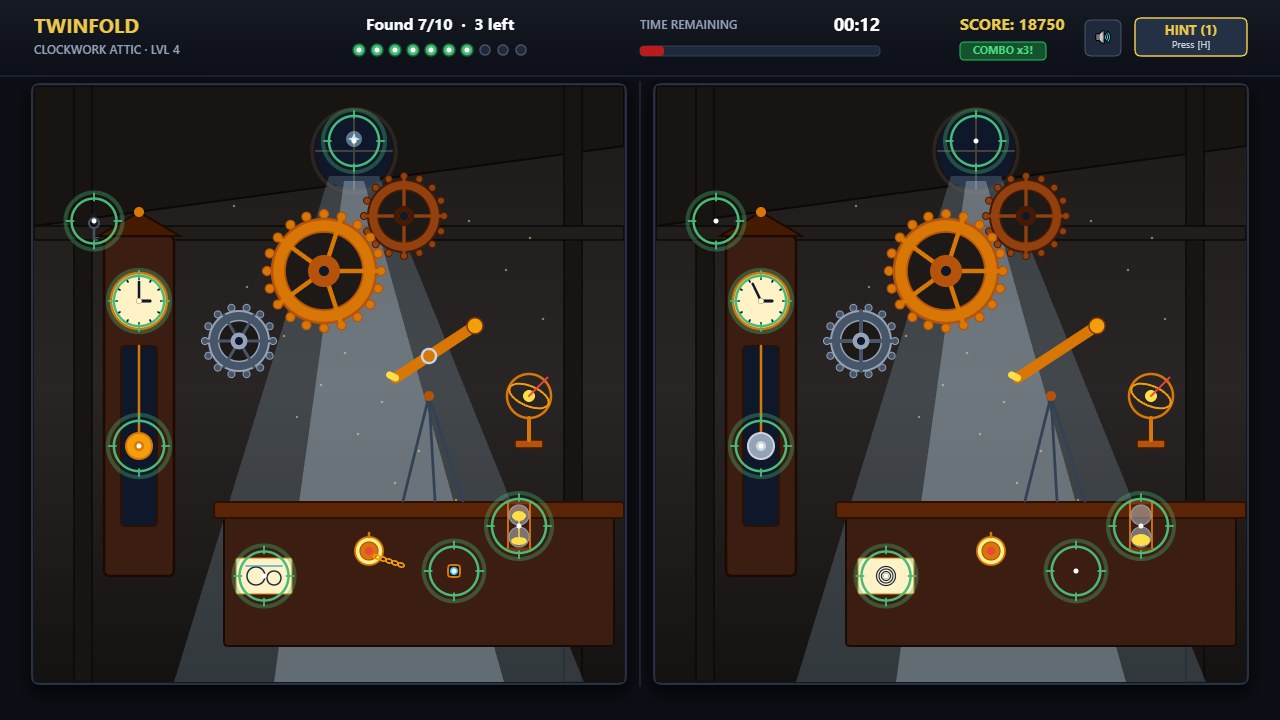 TWINFOLD
CLOCKWORK ATTIC · LVL 4
Found 7/10 · 3 left
TIME REMAINING
00:12
SCORE: 18750
COMBO x3!
HINT (1)
Press [H]